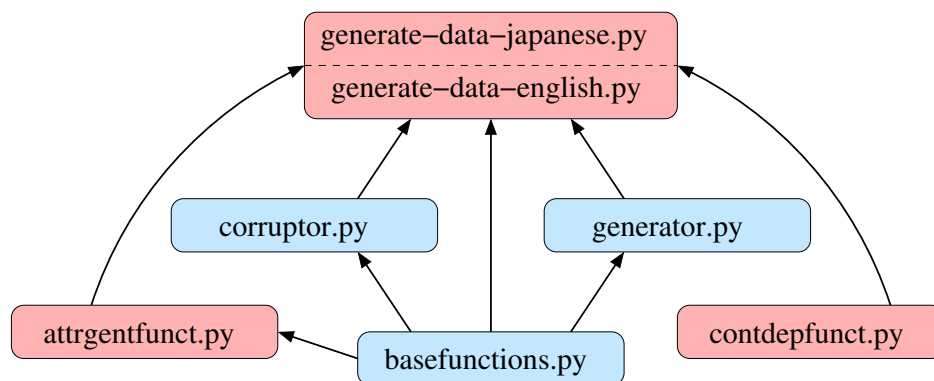 generate−data−japanese.py
generate−data−english.py
corruptor.py
generator.py
attrgentfunct.py
basefunctions.py
contdepfunct.py